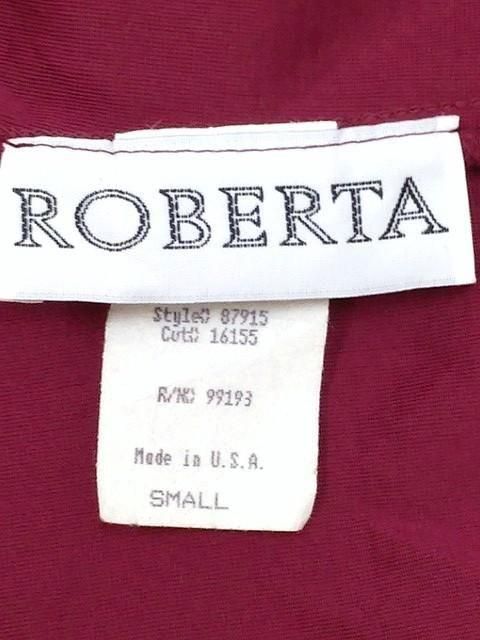 ROBERTA
Style# 87915
Cut# 16155
R/N# 99193
Made in U.S.A.
SMALL